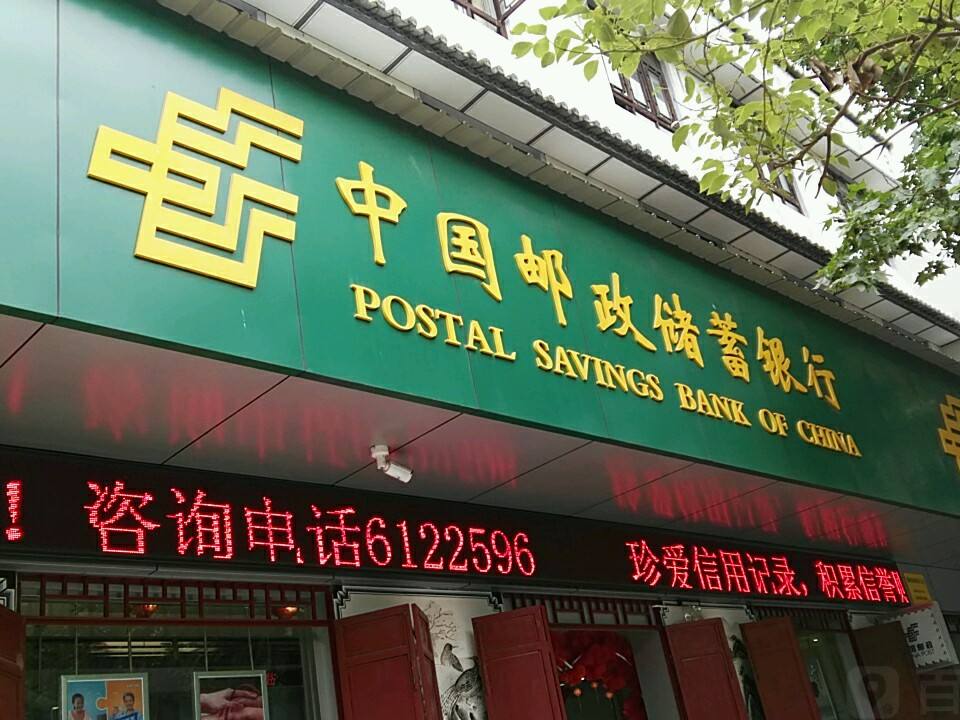 中国邮政储蓄银行
POSTAL SAVINGS BANK OF CHINA
! 咨询电话6122596 珍爱信用记录,积累信誉